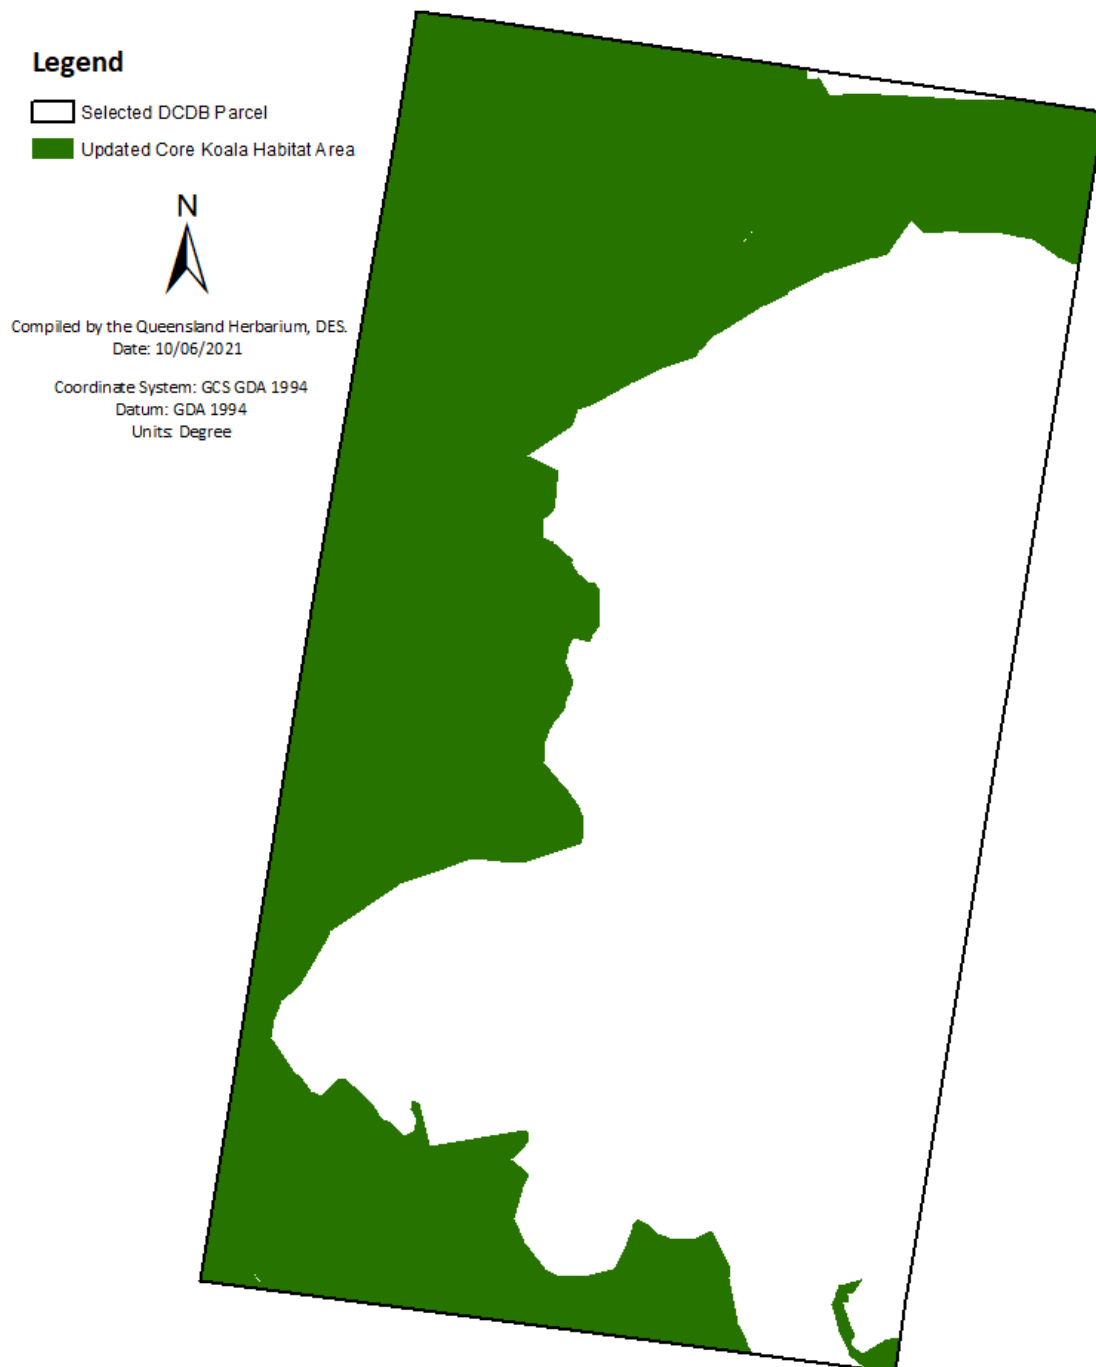 Legend
Selected DCDB Parcel
Updated Core Koala Habitat Area
N
Compiled by the Queensland Herbarium, DES.
Date: 10/06/2021
Coordinate System: GCS GDA 1994
Datum: GDA 1994
Units: Degree